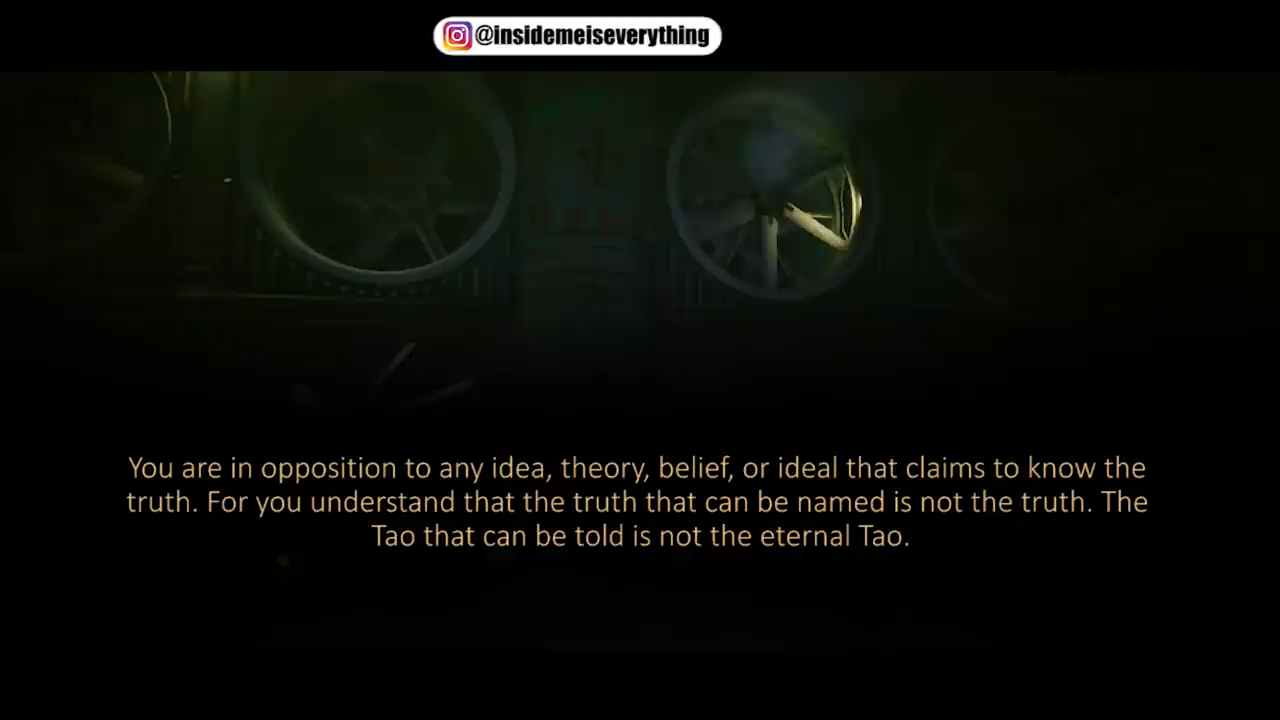 @insidemeiseverything
You are in opposition to any idea, theory, belief, or ideal that claims to know the
truth. For you understand that the truth that can be named is not the truth. The
Tao that can be told is not the eternal Tao.